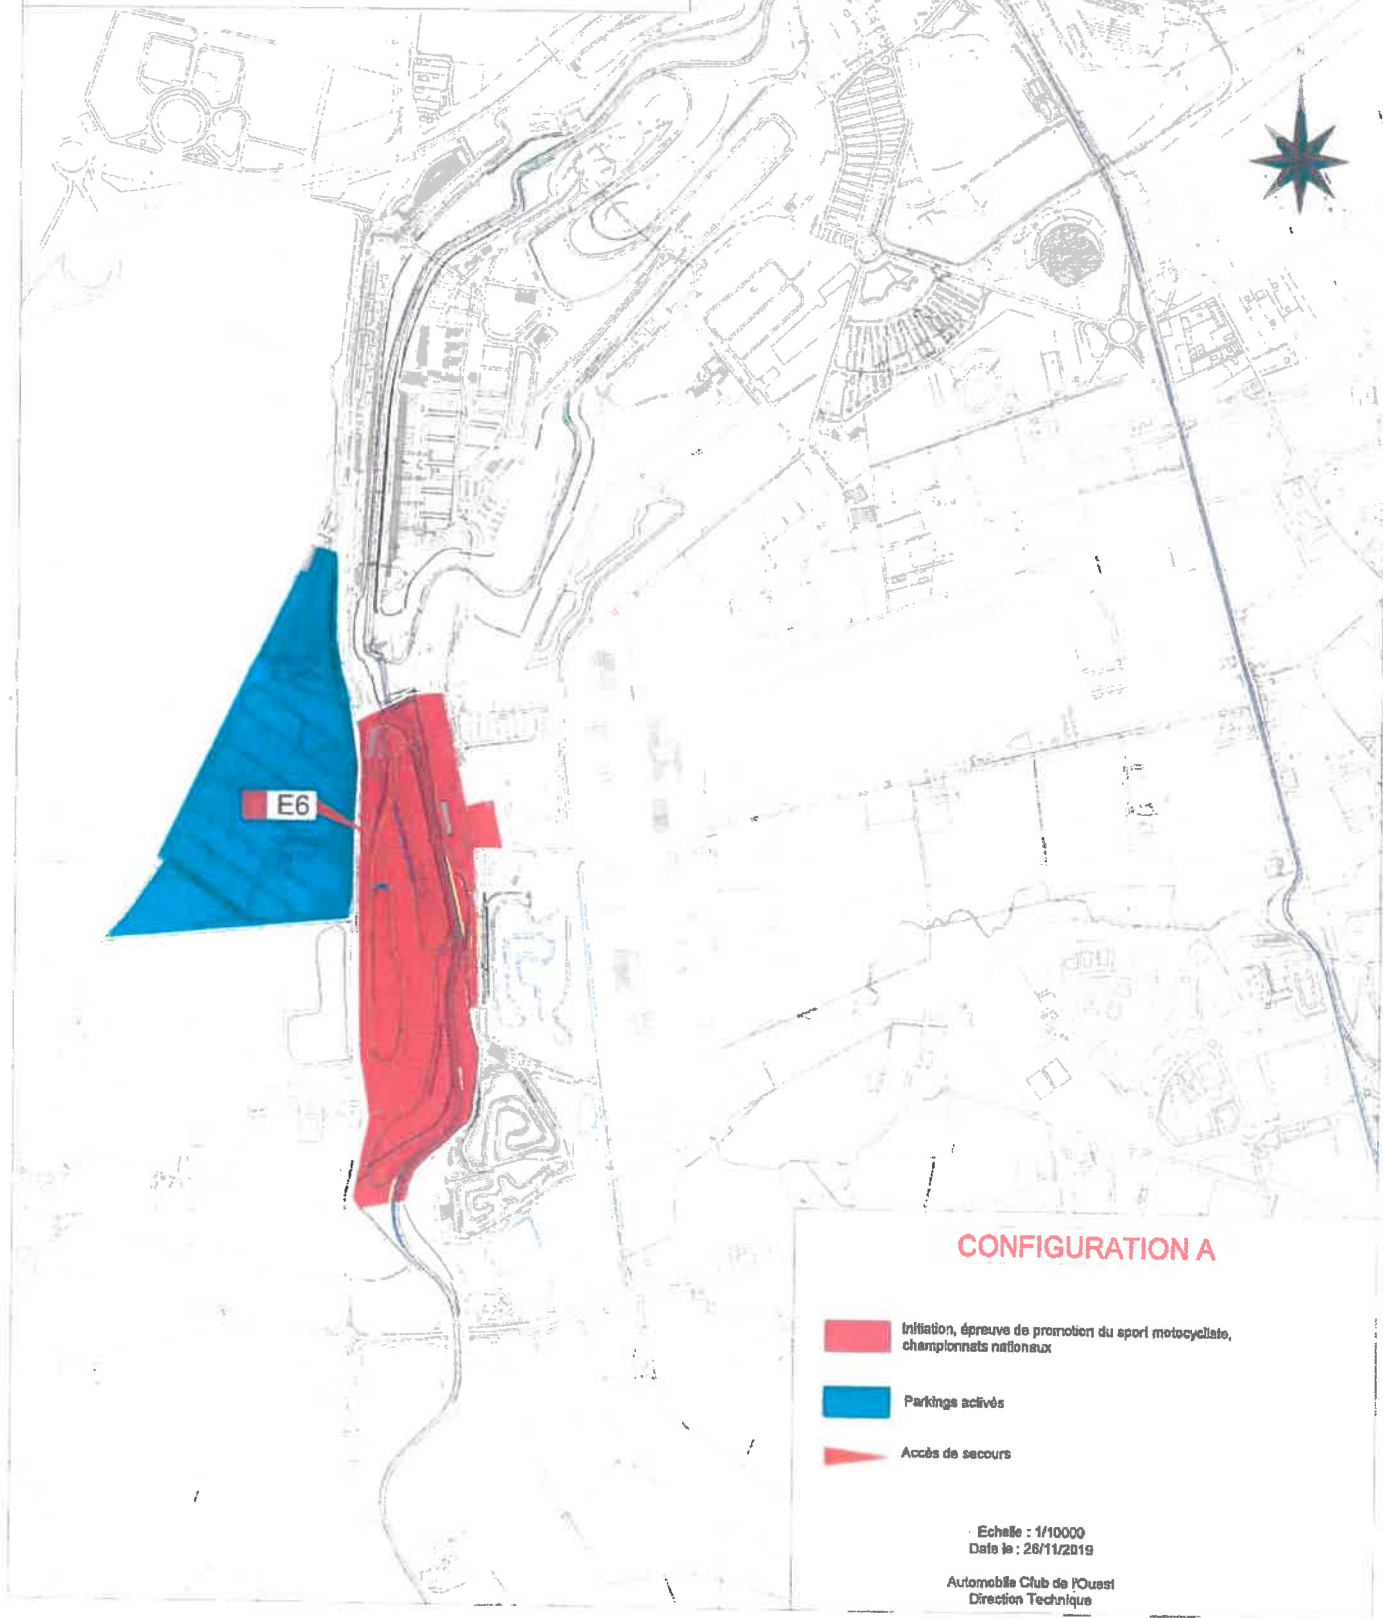 N
E6
CONFIGURATION A
Initiation, épreuve de promotion du sport motocycliste,
championnats nationaux
Parkings activés
Accès de secours
Echelle : 1/10000
Date le : 26/11/2019
Automobile Club de l'Ouest
Direction Technique